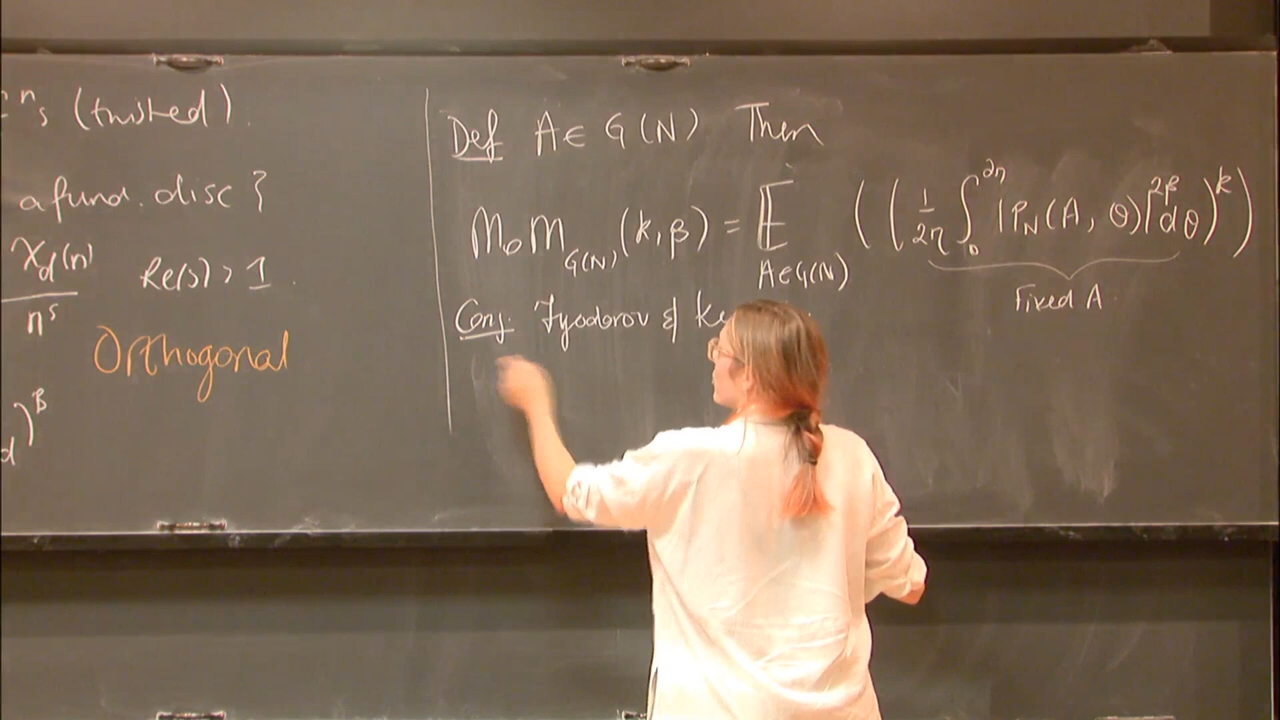 (twisted).
a fund. disc }
χ_d(n)
n^s
Re(s) > 1.
Orthogonal
d)^β
Def A ∈ G(N) Then
MoM_{G(N)}(k, β) = 𝔼_{A∈G(N)} ( ( 1/2π ∫_0^{2π} |P_N(A, θ)|^{2β} dθ )^k )
Fixed A
Conj. Fyodorov & Ke